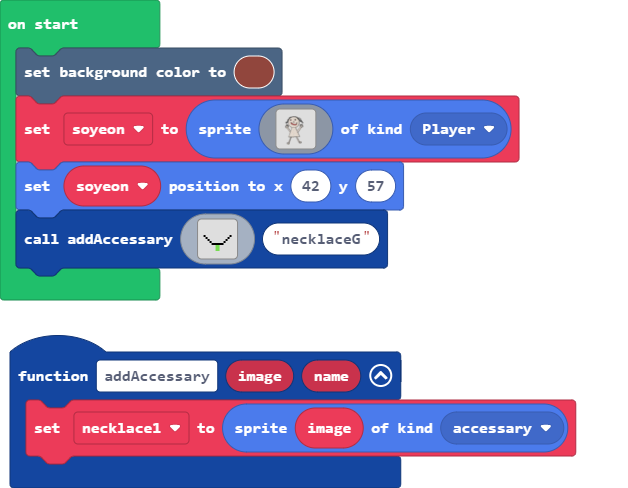 on start
set background color to
set soyeon to sprite of kind Player
set soyeon position to x 42 y 57
call addAccessary "necklaceG"
function addAccessary image name
set necklace1 to sprite image of kind accessary